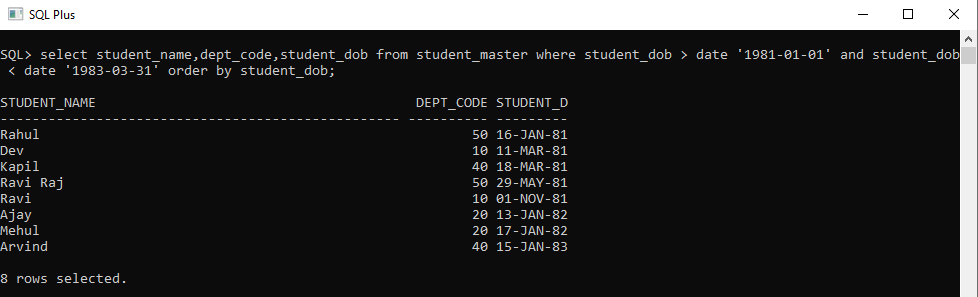 SQL Plus
SQL> select student_name,dept_code,student_dob from student_master where student_dob > date '1981-01-01' and student_dob
 < date '1983-03-31' order by student_dob;
STUDENT_NAME                                        DEPT_CODE STUDENT_D
-------------------------------------------------- ---------- ---------
Rahul                                                      50 16-JAN-81
Dev                                                        10 11-MAR-81
Kapil                                                      40 18-MAR-81
Ravi Raj                                                   50 29-MAY-81
Ravi                                                       10 01-NOV-81
Ajay                                                       20 13-JAN-82
Mehul                                                      20 17-JAN-82
Arvind                                                     40 15-JAN-83
8 rows selected.